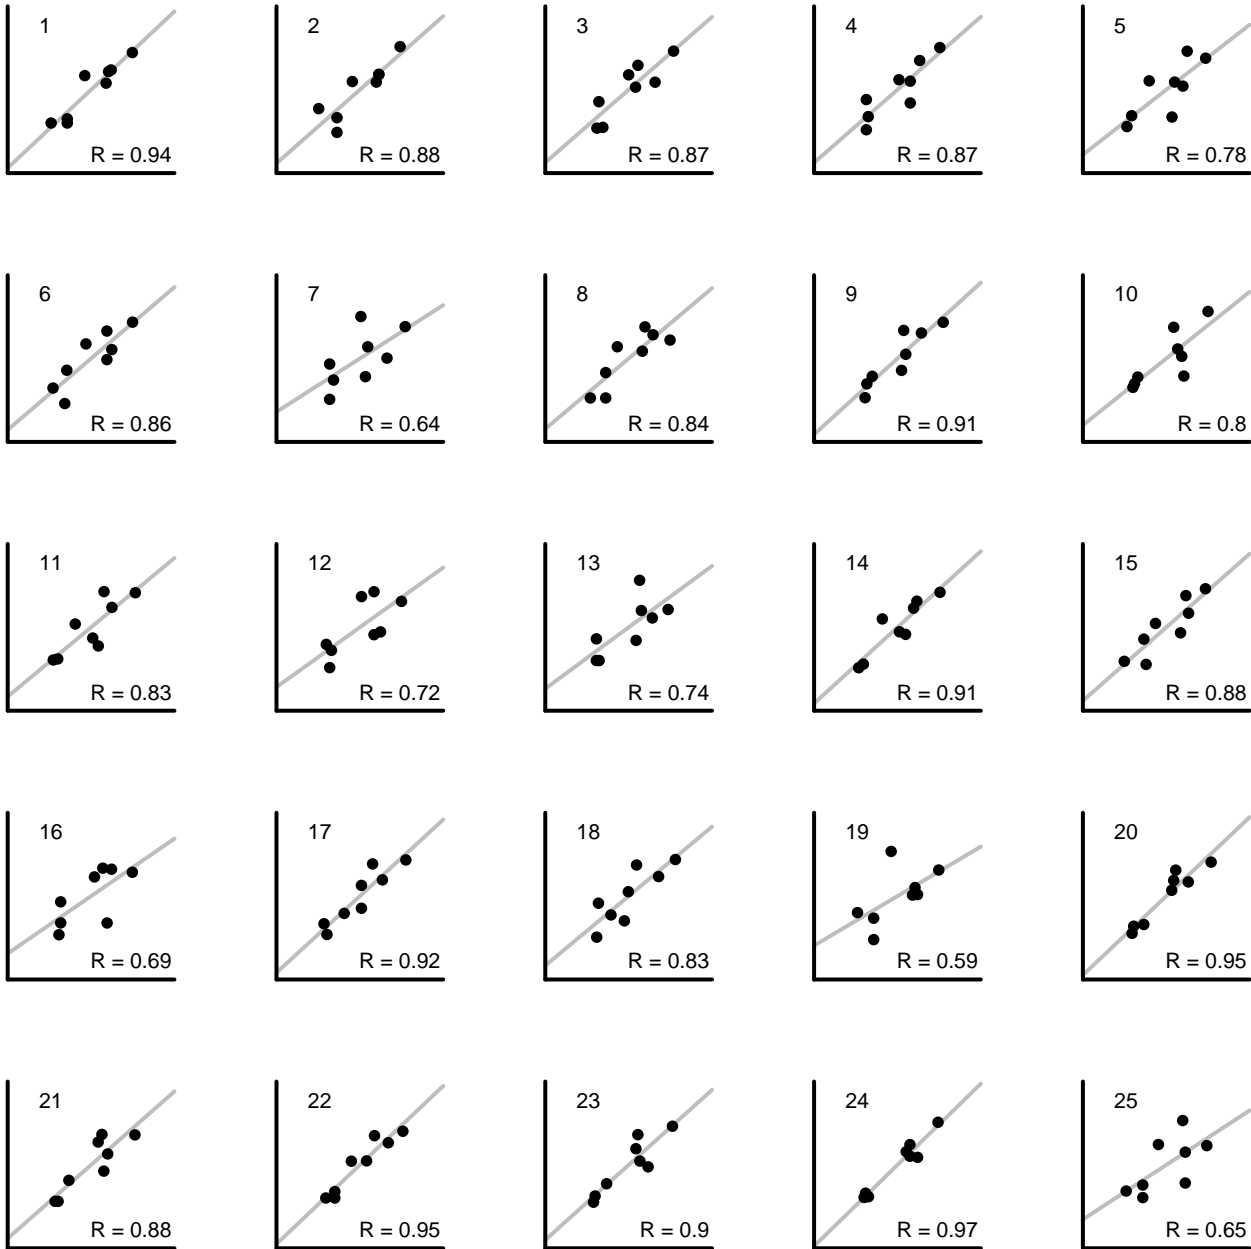 1 2 3 4 5
R = 0.94 R = 0.88 R = 0.87 R = 0.87 R = 0.78
6 7 8 9 10
R = 0.86 R = 0.64 R = 0.84 R = 0.91 R = 0.8
11 12 13 14 15
R = 0.83 R = 0.72 R = 0.74 R = 0.91 R = 0.88
16 17 18 19 20
R = 0.69 R = 0.92 R = 0.83 R = 0.59 R = 0.95
21 22 23 24 25
R = 0.88 R = 0.95 R = 0.9 R = 0.97 R = 0.65